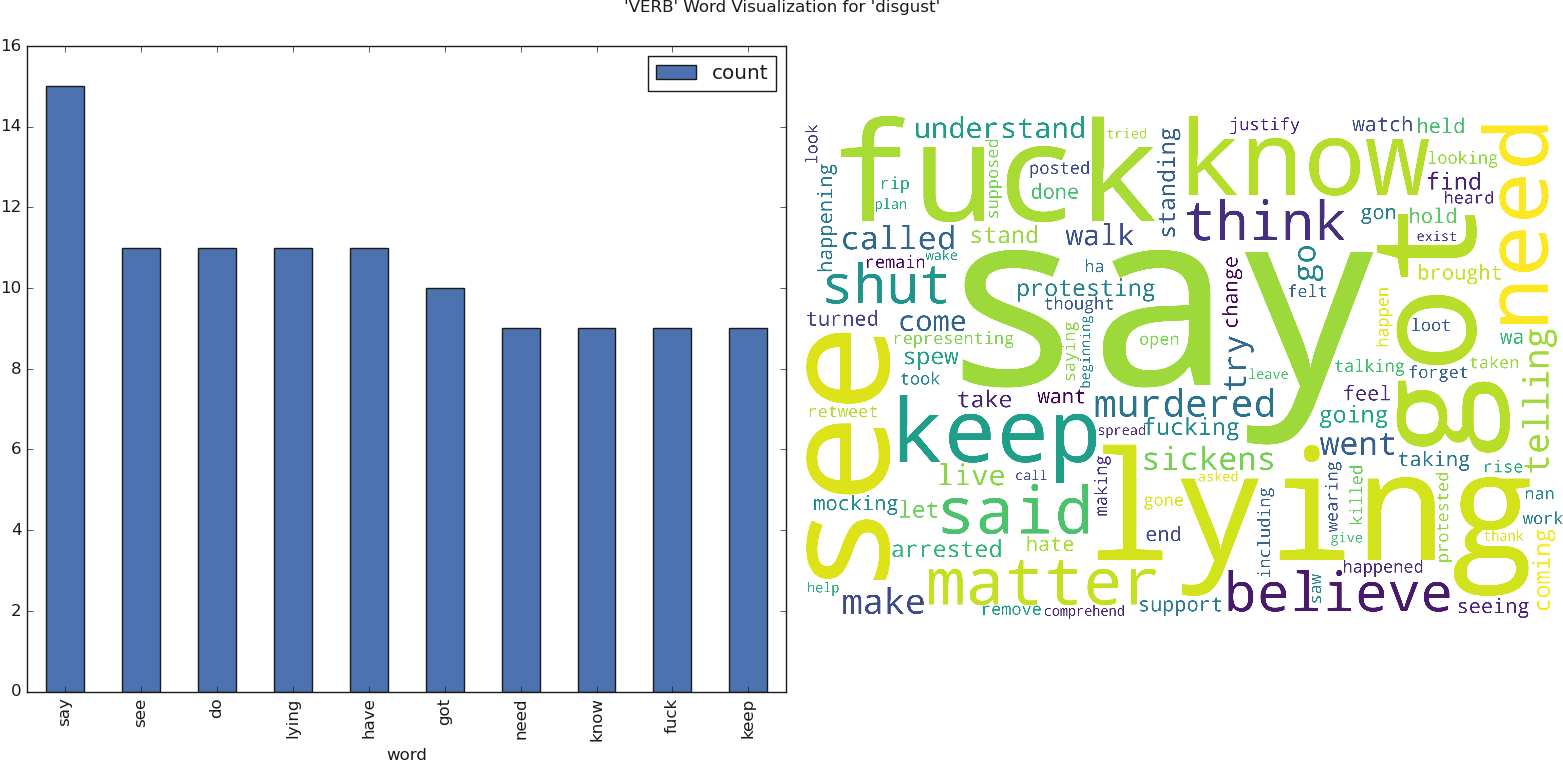 'VERB' Word Visualization for 'disgust'
16
14
12
10
8
6
4
2
0
count
say
see
do
lying
have
got
need
know
fuck
keep
word
look
understand
tried
justify
watch
held
fuck
know
need
happening
rip
plan
supposed
posted
done
standing
looking
find
heard
think
gon
hold
exist
called
stand
walk
got
remain
wake
say
go
brought
shut
ha
protesting
thought
change
felt
happen
loot
turned
come
representing
saying
beginning
open
try
wa
spew
took
leave
talking
forget
taken
telling
see
retweet
take
want
murdered
feel
going
keep
spread
fucking
went
live
call
sickens
taking
rise
mocking
let
said
making
asked
gone
lying
including
wearing
killed
give
protested
nan
work
thank
arrested
hate
end
happened
coming
help
make
matter
remove
comprehend
support
believe
saw
seeing